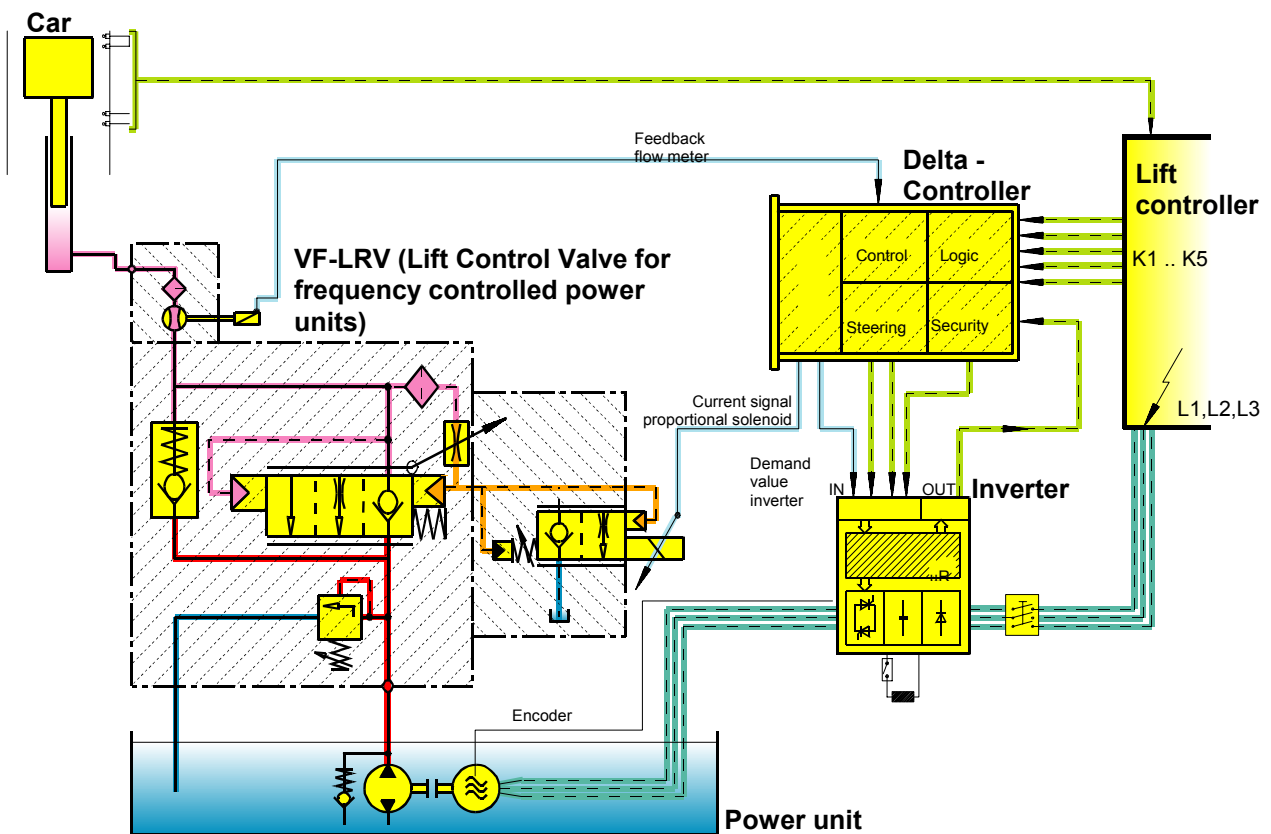 Car
Feedback
flow meter
Delta -
Controller
Lift
controller
K1 .. K5
Control
Logic
Steering
Security
VF-LRV (Lift Control Valve for
frequency controlled power
units)
Current signal
proportional solenoid
L1,L2,L3
Demand
value
inverter
IN
OUT
Inverter
Encoder
Power unit